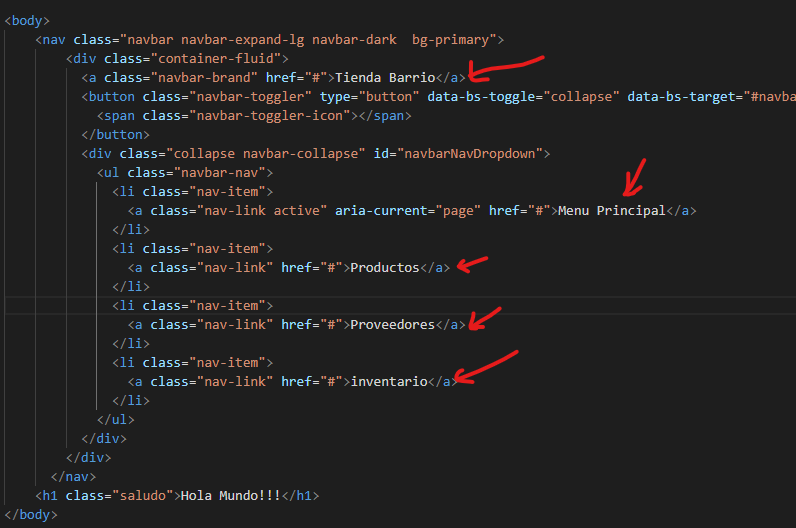 <body>
<nav class="navbar navbar-expand-lg navbar-dark  bg-primary">
<div class="container-fluid">
<a class="navbar-brand" href="#">Tienda Barrio</a>
<button class="navbar-toggler" type="button" data-bs-toggle="collapse" data-bs-target="#navba
<span class="navbar-toggler-icon"></span>
</button>
<div class="collapse navbar-collapse" id="navbarNavDropdown">
<ul class="navbar-nav">
<li class="nav-item">
<a class="nav-link active" aria-current="page" href="#">Menu Principal</a>
</li>
<li class="nav-item">
<a class="nav-link" href="#">Productos</a>
</li>
<li class="nav-item">
<a class="nav-link" href="#">Proveedores</a>
</li>
<li class="nav-item">
<a class="nav-link" href="#">inventario</a>
</li>
</ul>
</div>
</div>
</nav>
<h1 class="saludo">Hola Mundo!!!</h1>
</body>